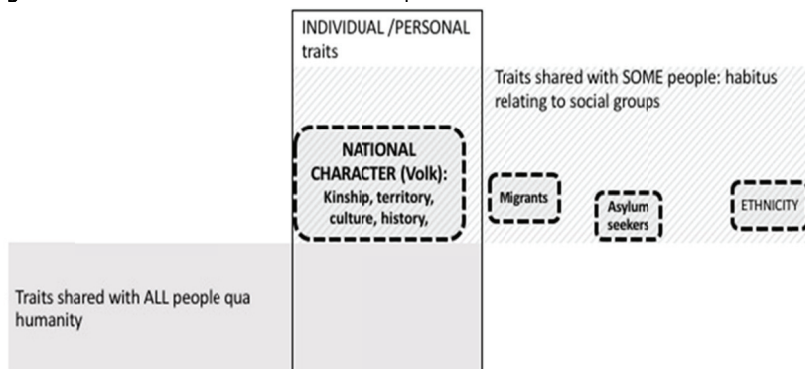 INDIVIDUAL /PERSONAL
traits
Traits shared with SOME people: habitus
relating to social groups
NATIONAL
CHARACTER (Volk):
Kinship, territory,
culture, history,
Migrants
Asylum
seekers
ETHNICITY
Traits shared with ALL people qua
humanity